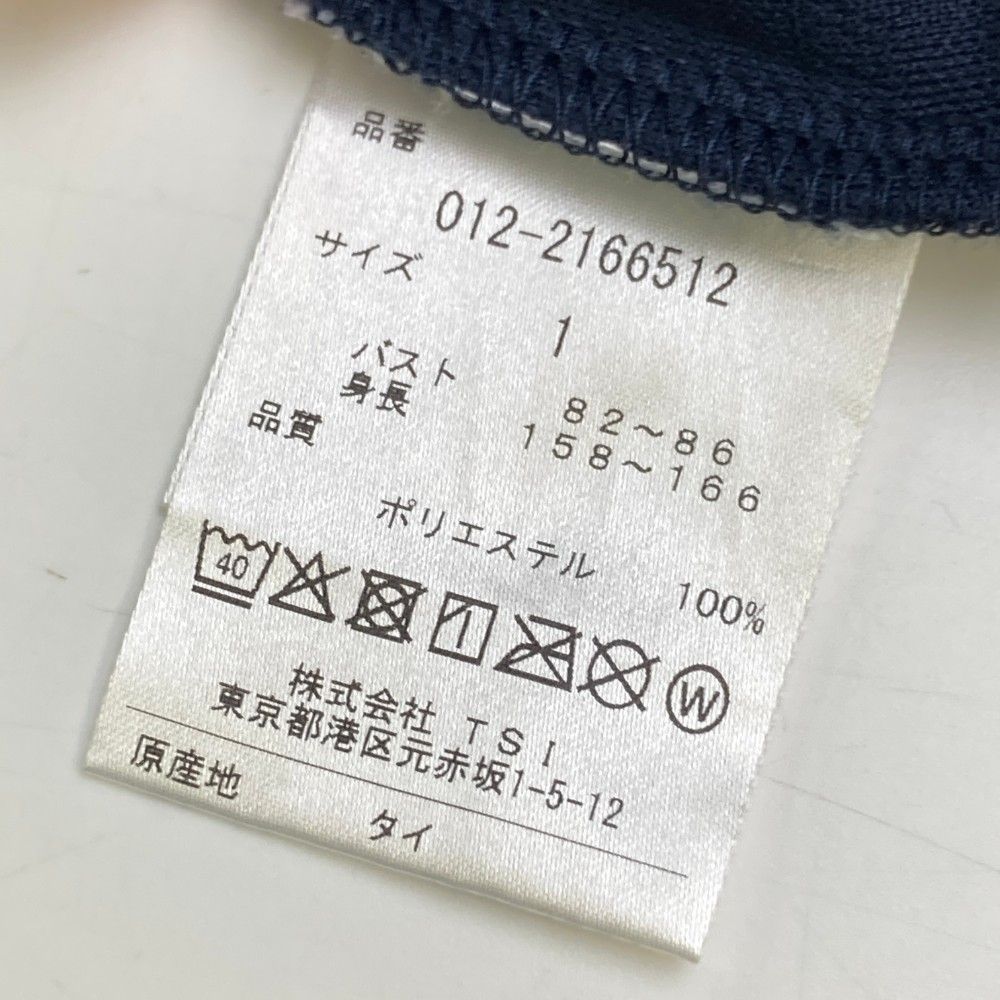 品番
012-2166512
サイズ
1
バスト 82～86
身長 158～166
品質
ポリエステル 100%
40
W
株式会社 TSI
東京都港区元赤坂1-5-12
原産地
タイ